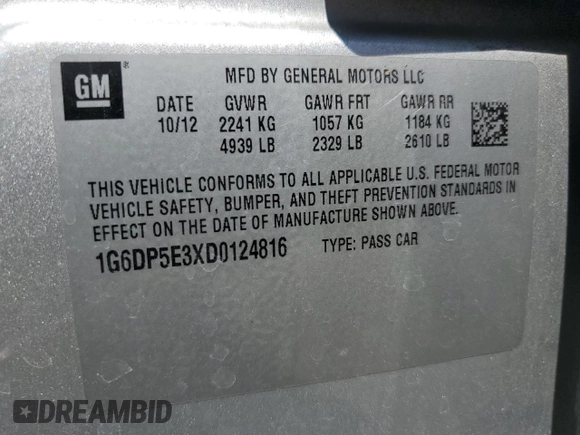 GM ®
MFD BY GENERAL MOTORS LLC
DATE GVWR GAWR FRT GAWR RR
10/12 2241 KG 1057 KG 1184 KG
4939 LB 2329 LB 2610 LB
THIS VEHICLE CONFORMS TO ALL APPLICABLE U.S. FEDERAL MOTOR
VEHICLE SAFETY, BUMPER, AND THEFT PREVENTION STANDARDS IN
EFFECT ON THE DATE OF MANUFACTURE SHOWN ABOVE.
1G6DP5E3XD0124816 TYPE: PASS CAR
DREAMBID